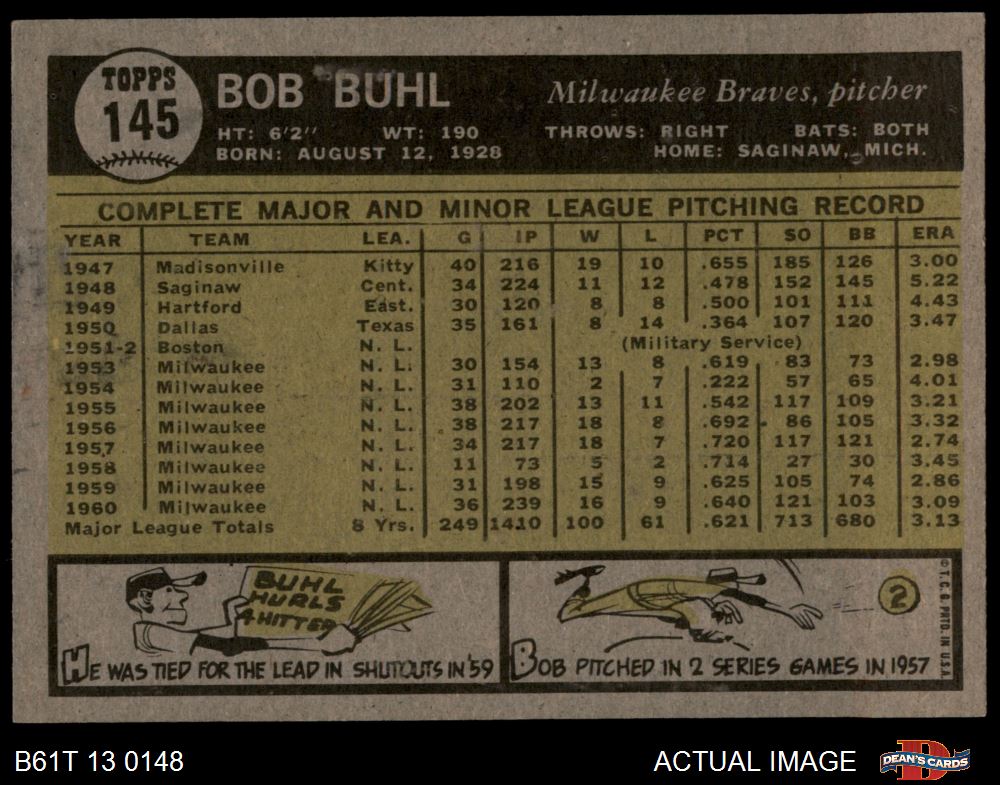 TOPPS
145
BOB BUHL
Milwaukee Braves, pitcher
HT: 6'2" WT: 190 THROWS: RIGHT BATS: BOTH
BORN: AUGUST 12, 1928 HOME: SAGINAW, MICH.
COMPLETE MAJOR AND MINOR LEAGUE PITCHING RECORD
YEAR TEAM LEA. G IP W L PCT SO BB ERA
1947 Madisonville Kitty 40 216 19 10 .655 185 126 3.00
1948 Saginaw Cent. 34 224 11 12 .478 152 145 5.22
1949 Hartford East. 30 120 8 8 .500 101 111 4.43
1950 Dallas Texas 35 161 8 14 .364 107 120 3.47
1951-2 Boston N. L. (Military Service)
1953 Milwaukee N. L. 30 154 13 8 .619 83 73 2.98
1954 Milwaukee N. L. 31 110 2 7 .222 57 65 4.01
1955 Milwaukee N. L. 38 202 13 11 .542 117 109 3.21
1956 Milwaukee N. L. 38 217 18 8 .692 86 105 3.32
1957 Milwaukee N. L. 34 217 18 7 .720 117 121 2.74
1958 Milwaukee N. L. 11 73 5 2 .714 27 30 3.45
1959 Milwaukee N. L. 31 198 15 9 .625 105 74 2.86
1960 Milwaukee N. L. 36 239 16 9 .640 121 103 3.09
Major League Totals 8 Yrs. 249 1410 100 61 .621 713 680 3.13
BUHL
HURLS
4 HITTER
HE WAS TIED FOR THE LEAD IN SHUTOUTS IN '59
2
BOB PITCHED IN 2 SERIES GAMES IN 1957
© T. C. G. PRTD. IN U.S.A.
B61T 13 0148
ACTUAL IMAGE
DEAN'S CARDS